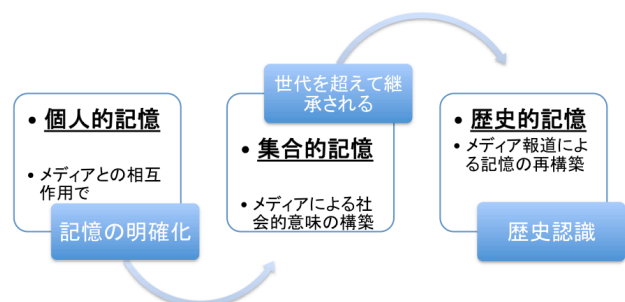 • 個人的記憶
• メディアとの相互
作用で
記憶の明確化
世代を超えて継
承される
• 集合的記憶
• メディアによる社
会的意味の構築
• 歴史的記憶
• メディア報道によ
る記憶の再構築
歴史認識